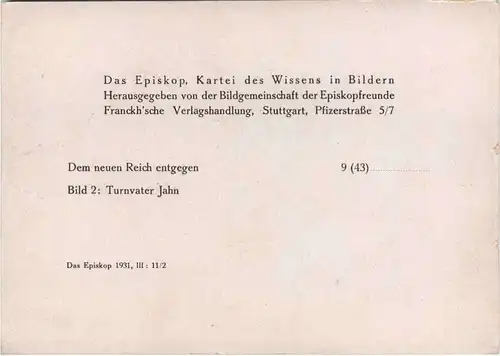 Das Episkop, Kartei des Wissens in Bildern
Herausgegeben von der Bildgemeinschaft der Episkopfreunde
Franckh'sche Verlagshandlung, Stuttgart, Pfizerstraße 5/7
Dem neuen Reich entgegen 9 (43)
Bild 2: Turnvater Jahn
Das Episkop 1931, III: 11/2